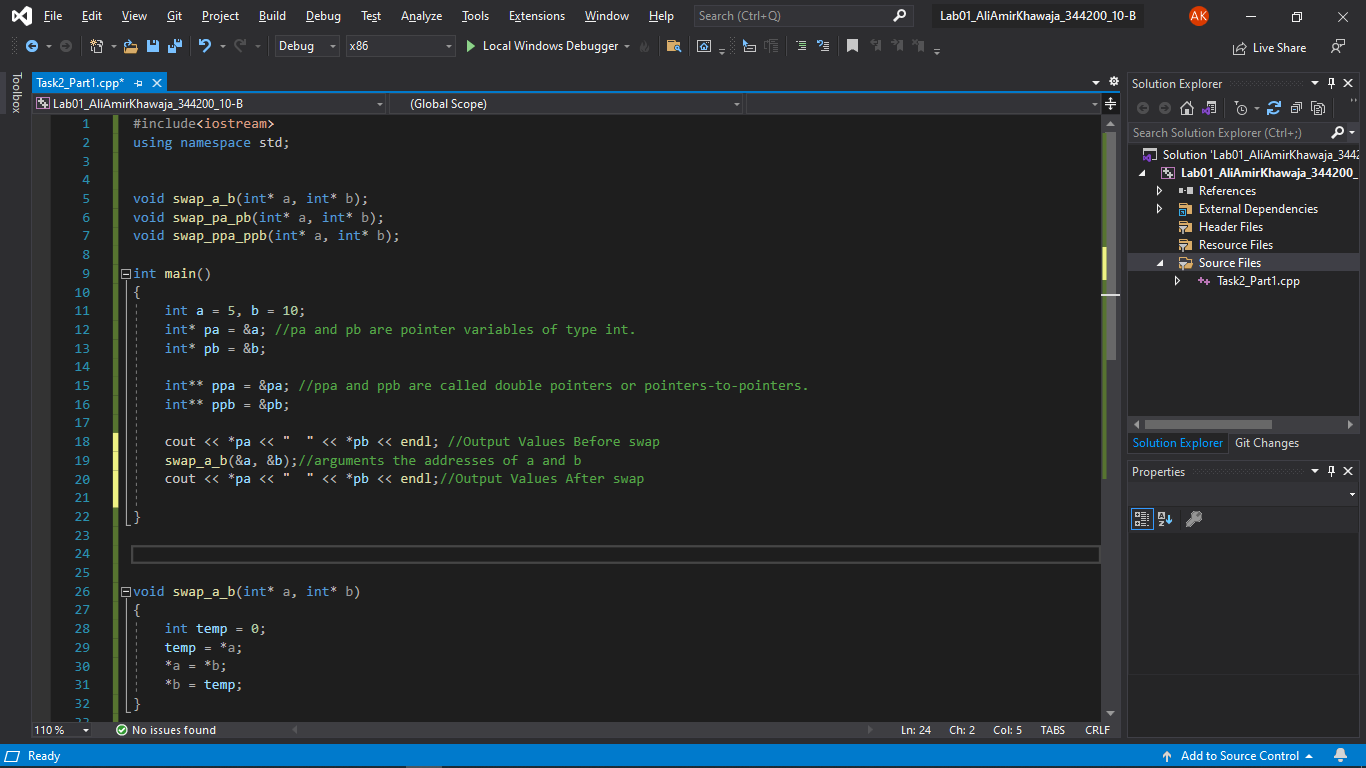 File Edit View Git Project Build Debug Test Analyze Tools Extensions Window Help Search (Ctrl+Q) Lab01_AliAmirKhawaja_344200_10-B AK
Debug x86 Local Windows Debugger Live Share
Toolbox
Task2_Part1.cpp*
Lab01_AliAmirKhawaja_344200_10-B (Global Scope)
1 #include<iostream>
2 using namespace std;
3
4
5 void swap_a_b(int* a, int* b);
6 void swap_pa_pb(int* a, int* b);
7 void swap_ppa_ppb(int* a, int* b);
8
9 int main()
10 {
11 int a = 5, b = 10;
12 int* pa = &a; //pa and pb are pointer variables of type int.
13 int* pb = &b;
14
15 int** ppa = &pa; //ppa and ppb are called double pointers or pointers-to-pointers.
16 int** ppb = &pb;
17
18 cout << *pa << "  " << *pb << endl; //Output Values Before swap
19 swap_a_b(&a, &b);//arguments the addresses of a and b
20 cout << *pa << "  " << *pb << endl;//Output Values After swap
21
22 }
23
24
25
26 void swap_a_b(int* a, int* b)
27 {
28 int temp = 0;
29 temp = *a;
30 *a = *b;
31 *b = temp;
32 }
110 % No issues found Ln: 24 Ch: 2 Col: 5 TABS CRLF
Solution Explorer
Search Solution Explorer (Ctrl+;)
Solution 'Lab01_AliAmirKhawaja_3442
Lab01_AliAmirKhawaja_344200_
References
External Dependencies
Header Files
Resource Files
Source Files
Task2_Part1.cpp
Solution Explorer Git Changes
Properties
Ready Add to Source Control